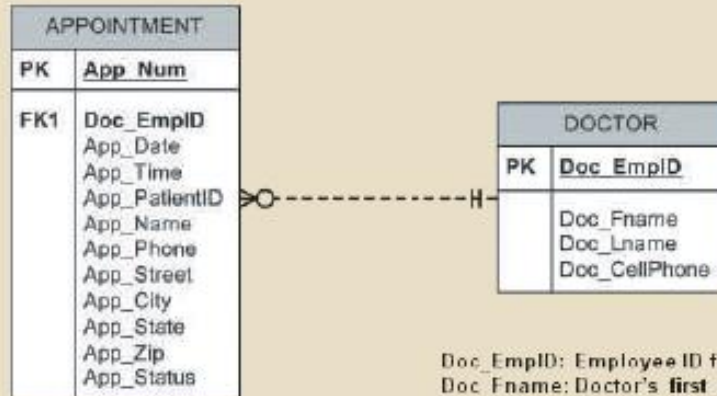 APPOINTMENT
PK App_Num
FK1 Doc_EmpID
App_Date
App_Time
App_PatientID
App_Name
App_Phone
App_Street
App_City
App_State
App_Zip
App_Status
DOCTOR
PK Doc_EmpID
Doc_Fname
Doc_Lname
Doc_CellPhone
Doc_EmpID: Employee ID f
Doc_Fname: Doctor's first